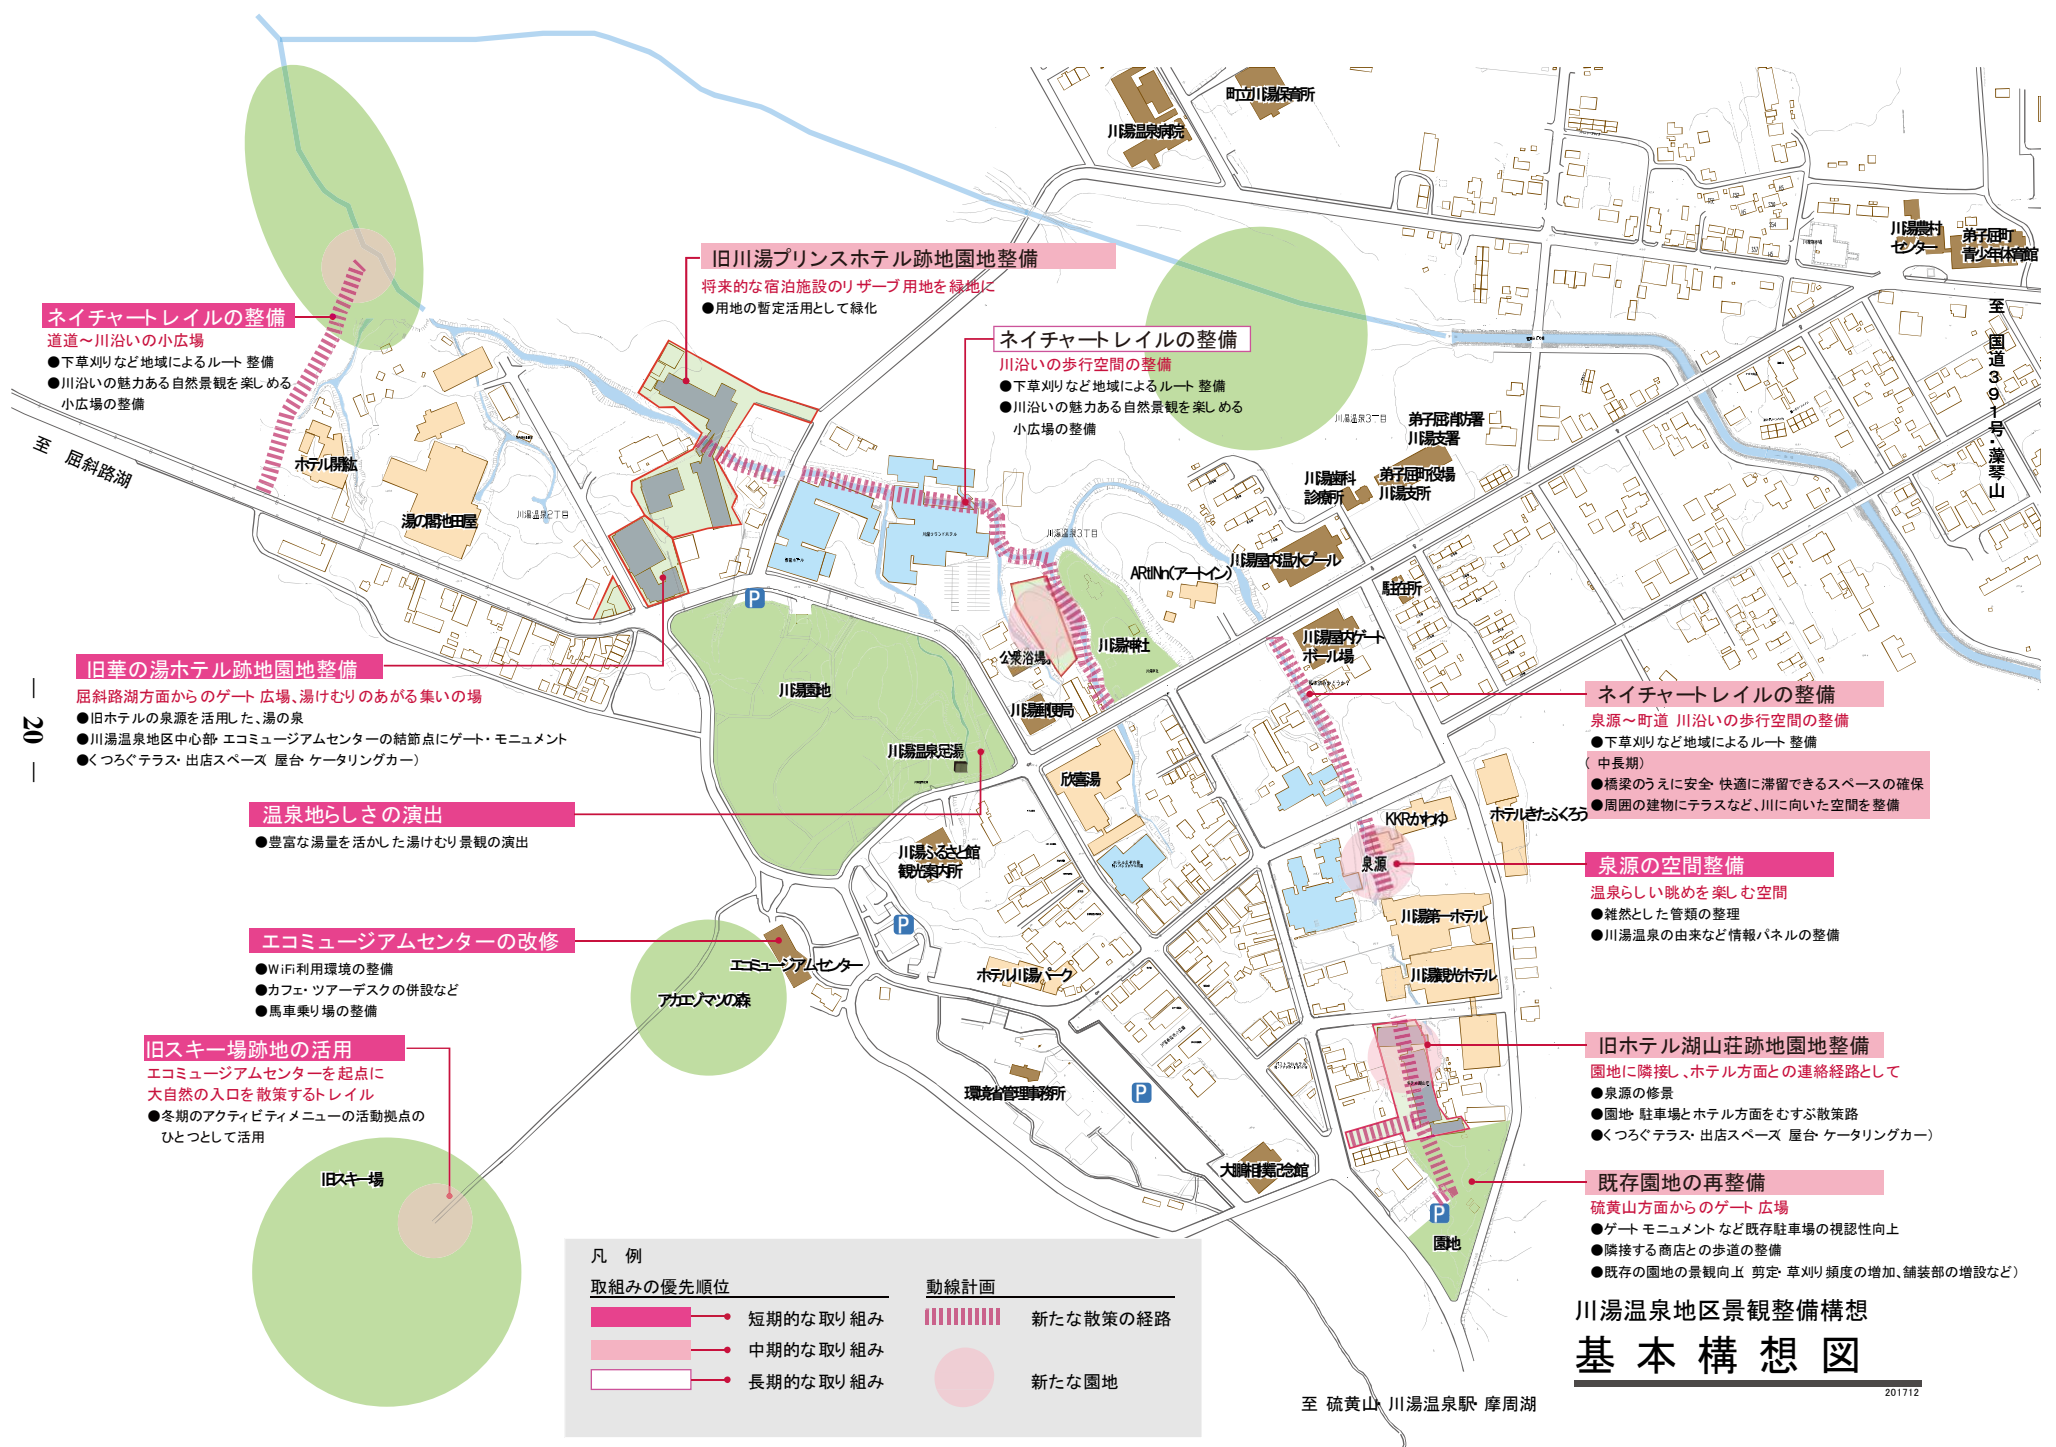 町立川湯保育所
川湯温泉病院
川湯農村
センター
弟子屈町
青少年体育館
至 国道391号・藻琴山
旧川湯プリンスホテル跡地園地整備
将来的な宿泊施設のリザーブ用地を緑地に
●用地の暫定活用として緑化
ネイチャートレイルの整備
道道～川沿いの小広場
●下草刈りなど地域によるルート整備
●川沿いの魅力ある自然景観を楽しめる
小広場の整備
ネイチャートレイルの整備
川沿いの歩行空間の整備
●下草刈りなど地域によるルート整備
●川沿いの魅力ある自然景観を楽しめる
小広場の整備
川湯温泉3丁目
弟子屈消防署
川湯支署
川湯歯科
診療所
弟子屈町役場
川湯支所
至 屈斜路湖
ホテル開紘
湯の閣池田屋
川湯温泉2丁目
川湯温泉3丁目
ARtINn(アートイン)
川湯屋内温水プール
駐在所
P
川湯屋内ゲート
ボール場
川湯神社
公衆浴場
川湯郵便局
川湯園地
川湯温泉足湯
旧華の湯ホテル跡地園地整備
屈斜路湖方面からのゲート広場、湯けむりのあがる集いの場
●旧ホテルの泉源を活用した、湯の泉
●川湯温泉地区中心部・エコミュージアムセンターの結節点にゲート・モニュメント
●くつろぐテラス・出店スペース 屋台・ケータリングカー）
ネイチャートレイルの整備
泉源～町道 川沿いの歩行空間の整備
●下草刈りなど地域によるルート整備
（ 中長期）
●橋梁のうえに安全・快適に滞留できるスペースの確保
●周囲の建物にテラスなど、川に向いた空間を整備
温泉地らしさの演出
●豊富な湯量を活かした湯けむり景観の演出
欣喜湯
KKRかわゆ
ホテルきたふくろう
川湯ふるさと館
観光案内所
泉源
泉源の空間整備
温泉らしい眺めを楽しむ空間
●雑然とした管類の整理
●川湯温泉の由来など情報パネルの整備
川湯第一ホテル
川湯観光ホテル
P
エコミュージアムセンターの改修
●WiFi利用環境の整備
●カフェ・ツアーデスクの併設など
●馬車乗り場の整備
エコミュージアムセンター
アカエゾマツの森
ホテル川湯パーク
環境省管理事務所
P
旧スキー場跡地の活用
エコミュージアムセンターを起点に
大自然の入口を散策するトレイル
●冬期のアクティビティメニューの活動拠点の
ひとつとして活用
旧スキー場
旧ホテル湖山荘跡地園地整備
園地に隣接し、ホテル方面との連絡経路として
●泉源の修景
●園地・駐車場とホテル方面をむすぶ散策路
●くつろぐテラス・出店スペース 屋台・ケータリングカー）
大鵬相撲記念館
既存園地の再整備
硫黄山方面からのゲート広場
●ゲートモニュメントなど既存駐車場の視認性向上
●隣接する商店との歩道の整備
●既存の園地の景観向上 剪定・草刈り頻度の増加、舗装部の増設など）
P
園地
凡 例
取組みの優先順位
短期的な取り組み
中期的な取り組み
長期的な取り組み
動線計画
新たな散策の経路
新たな園地
川湯温泉地区景観整備構想
基本構想図
201712
至 硫黄山・川湯温泉駅・摩周湖
— 20 —